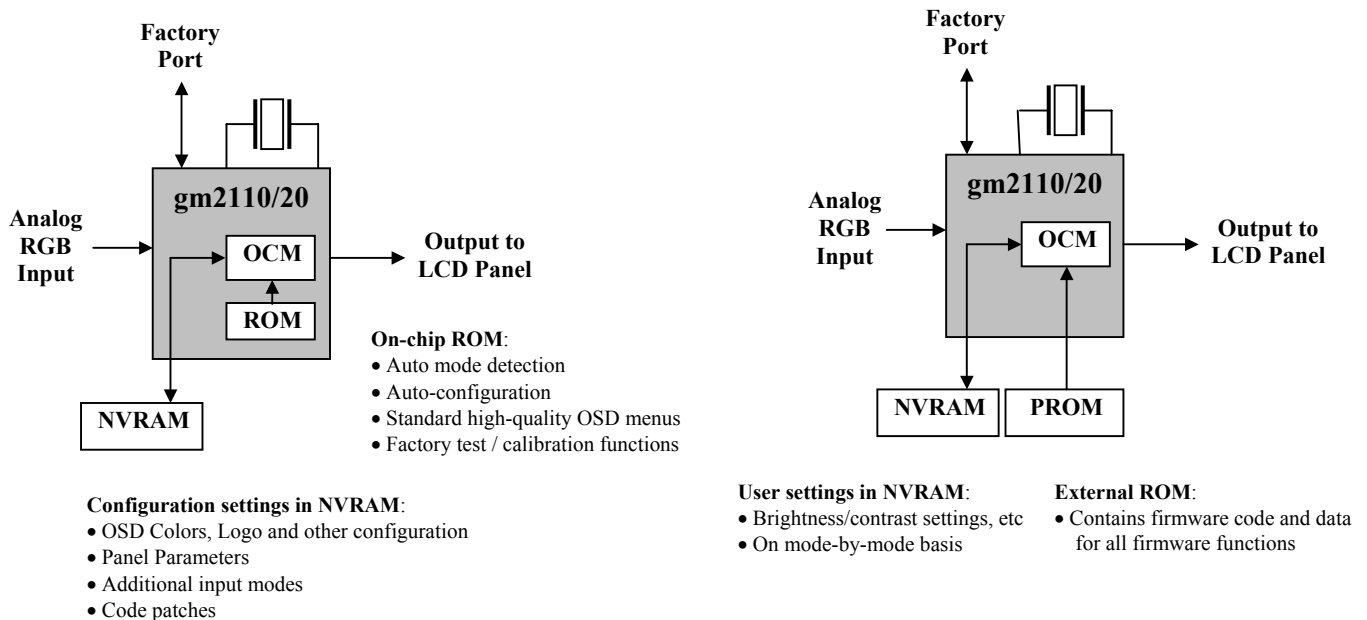 Factory
Port
gm2110/20
Analog
RGB
Input
OCM
ROM
Output to
LCD Panel
NVRAM
On-chip ROM:
• Auto mode detection
• Auto-configuration
• Standard high-quality OSD menus
• Factory test / calibration functions
Configuration settings in NVRAM:
• OSD Colors, Logo and other configuration
• Panel Parameters
• Additional input modes
• Code patches
Factory
Port
gm2110/20
Analog
RGB
Input
OCM
Output to
LCD Panel
NVRAM
PROM
User settings in NVRAM:
• Brightness/contrast settings, etc
• On mode-by-mode basis
External ROM:
• Contains firmware code and data
for all firmware functions